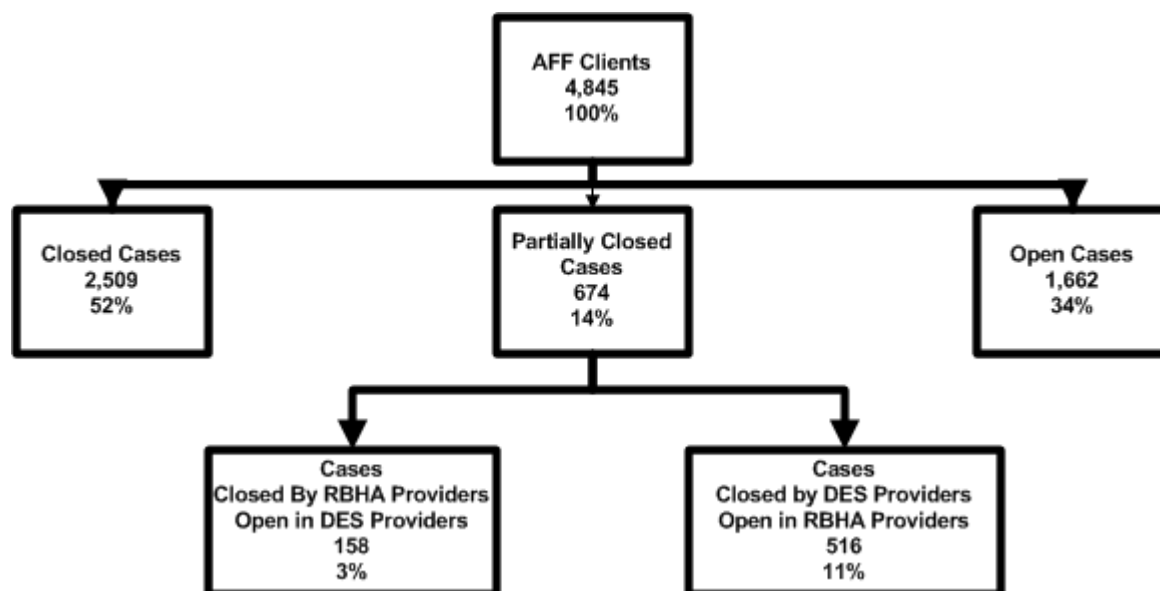 AFF Clients
4,845
100%
Closed Cases
2,509
52%
Partially Closed
Cases
674
14%
Open Cases
1,662
34%
Cases
Closed By RBHA Providers
Open in DES Providers
158
3%
Cases
Closed by DES Providers
Open in RBHA Providers
516
11%